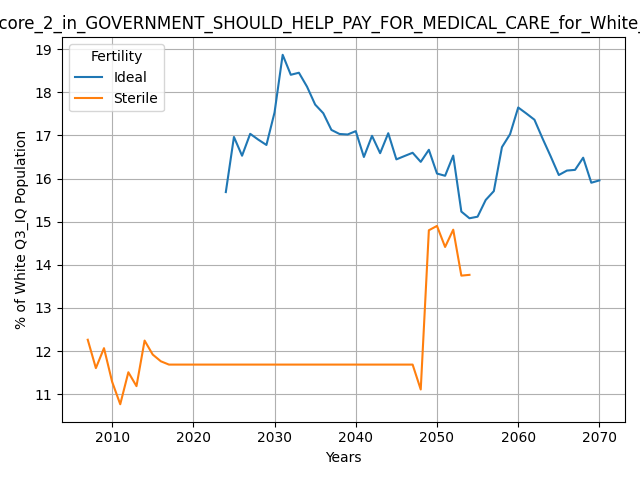 core_2_in_GOVERNMENT_SHOULD_HELP_PAY_FOR_MEDICAL_CARE_for_White_
Fertility
Ideal
Sterile
% of White Q3_IQ Population
19
18
17
16
15
14
13
12
11
2010 2020 2030 2040 2050 2060 2070
Years